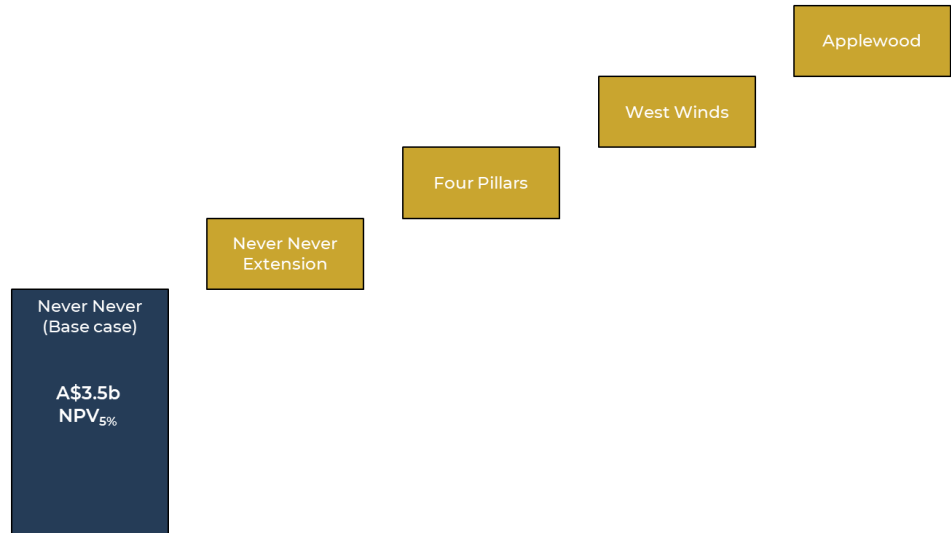 Applewood
West Winds
Four Pillars
Never Never
Extension
Never Never
(Base case)
A$3.5b
NPV5%